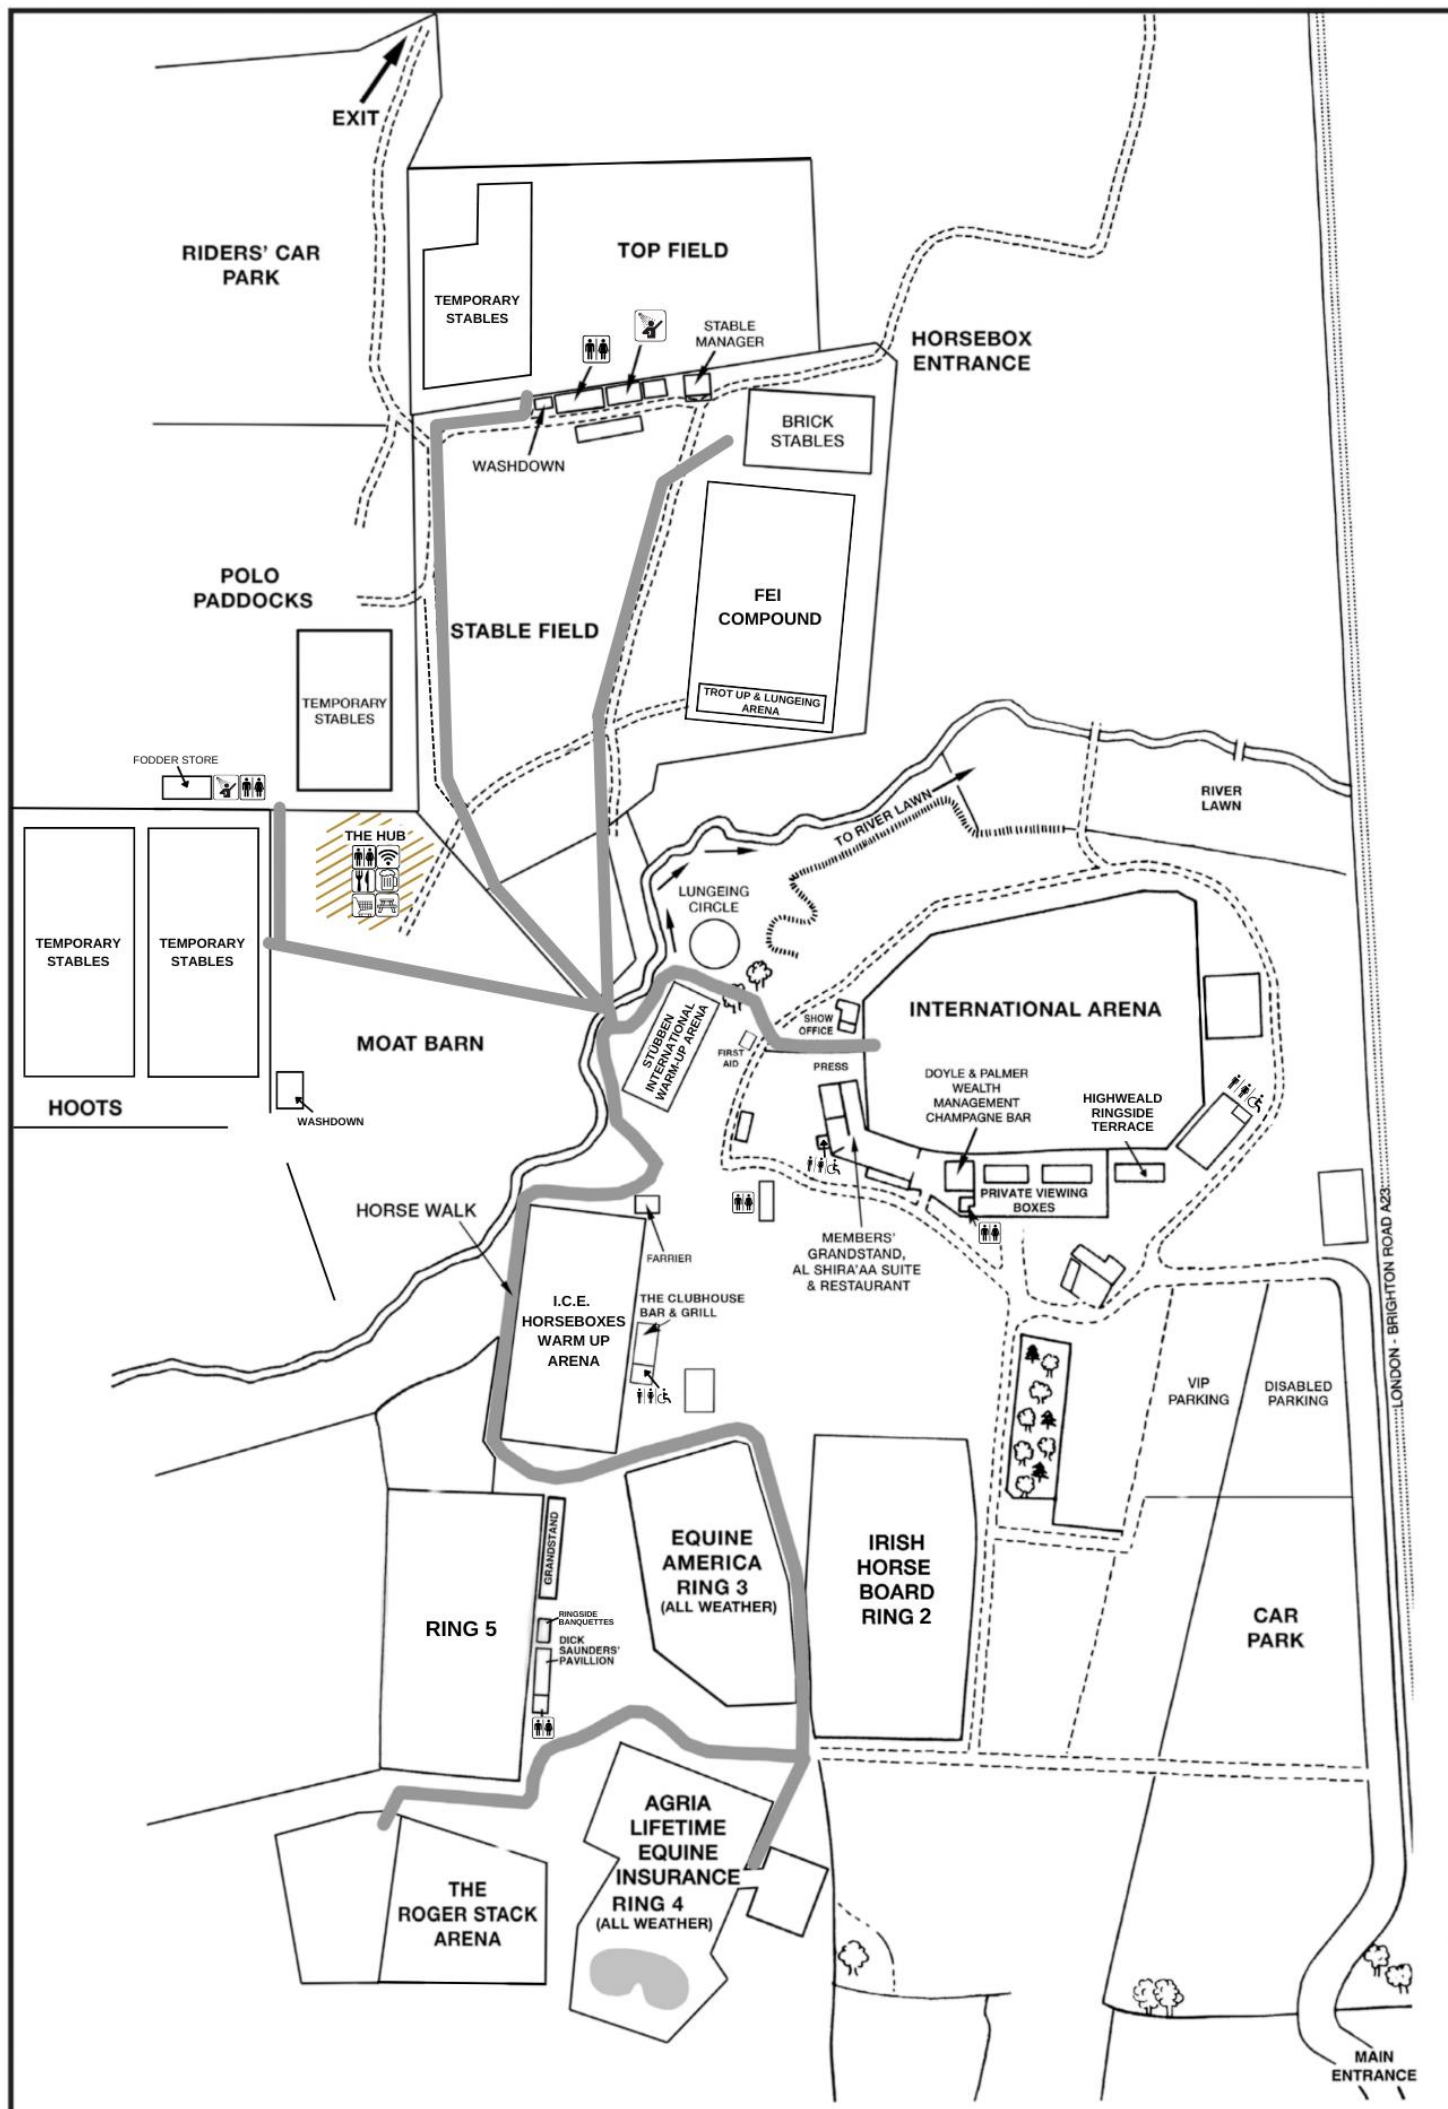 EXIT
RIDERS' CAR
PARK
TOP FIELD
TEMPORARY
STABLES
STABLE
MANAGER
HORSEBOX
ENTRANCE
BRICK
STABLES
WASHDOWN
POLO
PADDOCKS
FEI
COMPOUND
STABLE FIELD
TROT UP & LUNGEING
ARENA
TEMPORARY
STABLES
FODDER STORE
RIVER
LAWN
TO RIVER LAWN
THE HUB
LUNGEING
CIRCLE
TEMPORARY
STABLES
TEMPORARY
STABLES
INTERNATIONAL ARENA
SHOW
OFFICE
STÜBBEN
INTERNATIONAL
WARM-UP ARENA
MOAT BARN
FIRST
AID
PRESS
DOYLE & PALMER
WEALTH
MANAGEMENT
CHAMPAGNE BAR
HIGHWEALD
RINGSIDE
TERRACE
HOOTS
WASHDOWN
PRIVATE VIEWING
BOXES
HORSE WALK
FARRIER
MEMBERS'
GRANDSTAND,
AL SHIRA'AA SUITE
& RESTAURANT
LONDON - BRIGHTON ROAD A23
I.C.E.
HORSEBOXES
WARM UP
ARENA
THE CLUBHOUSE
BAR & GRILL
VIP
PARKING
DISABLED
PARKING
GRANDSTAND
EQUINE
AMERICA
RING 3
(ALL WEATHER)
IRISH
HORSE
BOARD
RING 2
RING 5
RINGSIDE
BANQUETTES
DICK
SAUNDERS'
PAVILLION
CAR
PARK
AGRIA
LIFETIME
EQUINE
INSURANCE
RING 4
(ALL WEATHER)
THE
ROGER STACK
ARENA
MAIN
ENTRANCE